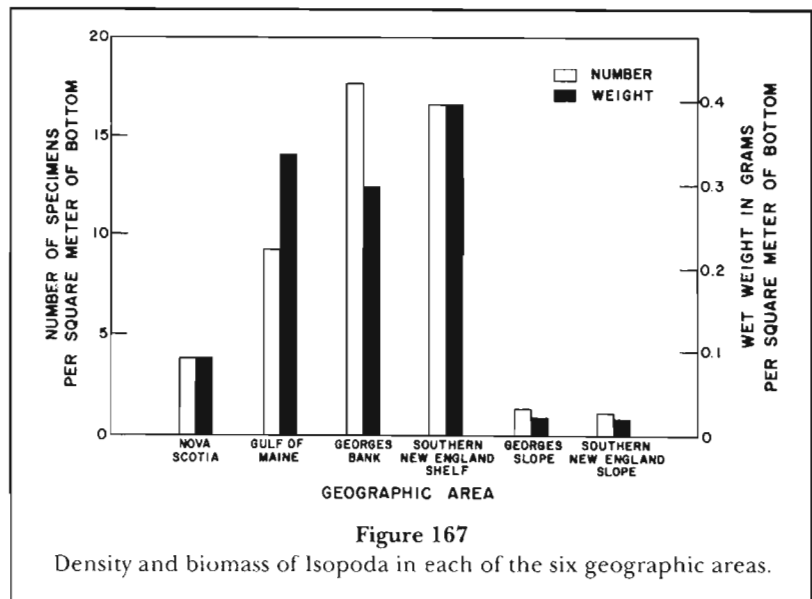 NUMBER OF SPECIMENS
PER SQUARE METER OF BOTTOM
20
15
10
5
0
NUMBER
WEIGHT
0.4
0.3
0.2
0.1
0
WET WEIGHT IN GRAMS
PER SQUARE METER OF BOTTOM
NOVA
SCOTIA
GULF OF
MAINE
GEORGES
BANK
SOUTHERN
NEW ENGLAND
SHELF
GEORGES
SLOPE
SOUTHERN
NEW ENGLAND
SLOPE
GEOGRAPHIC AREA
Figure 167
Density and biomass of Isopoda in each of the six geographic areas.